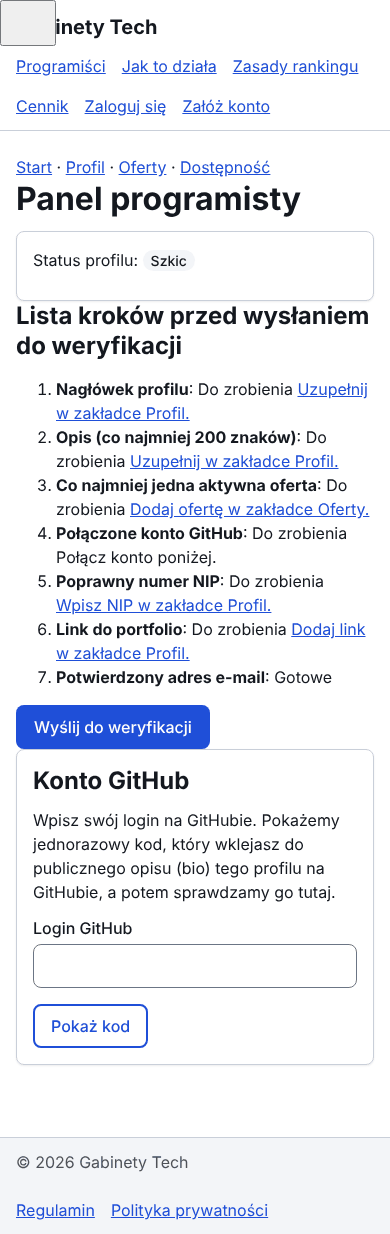 inety Tech
Programiści Jak to działa Zasady rankingu
Cennik Zaloguj się Załóż konto
Start · Profil · Oferty · Dostępność
Panel programisty
Status profilu: Szkic
Lista kroków przed wysłaniem
do weryfikacji
1. Nagłówek profilu: Do zrobienia Uzupełnij
w zakładce Profil.
2. Opis (co najmniej 200 znaków): Do
zrobienia Uzupełnij w zakładce Profil.
3. Co najmniej jedna aktywna oferta: Do
zrobienia Dodaj ofertę w zakładce Oferty.
4. Połączone konto GitHub: Do zrobienia
Połącz konto poniżej.
5. Poprawny numer NIP: Do zrobienia
Wpisz NIP w zakładce Profil.
6. Link do portfolio: Do zrobienia Dodaj link
w zakładce Profil.
7. Potwierdzony adres e-mail: Gotowe
Wyślij do weryfikacji
Konto GitHub
Wpisz swój login na GitHubie. Pokażemy
jednorazowy kod, który wklejasz do
publicznego opisu (bio) tego profilu na
GitHubie, a potem sprawdzamy go tutaj.
Login GitHub
Pokaż kod
© 2026 Gabinety Tech
Regulamin Polityka prywatności